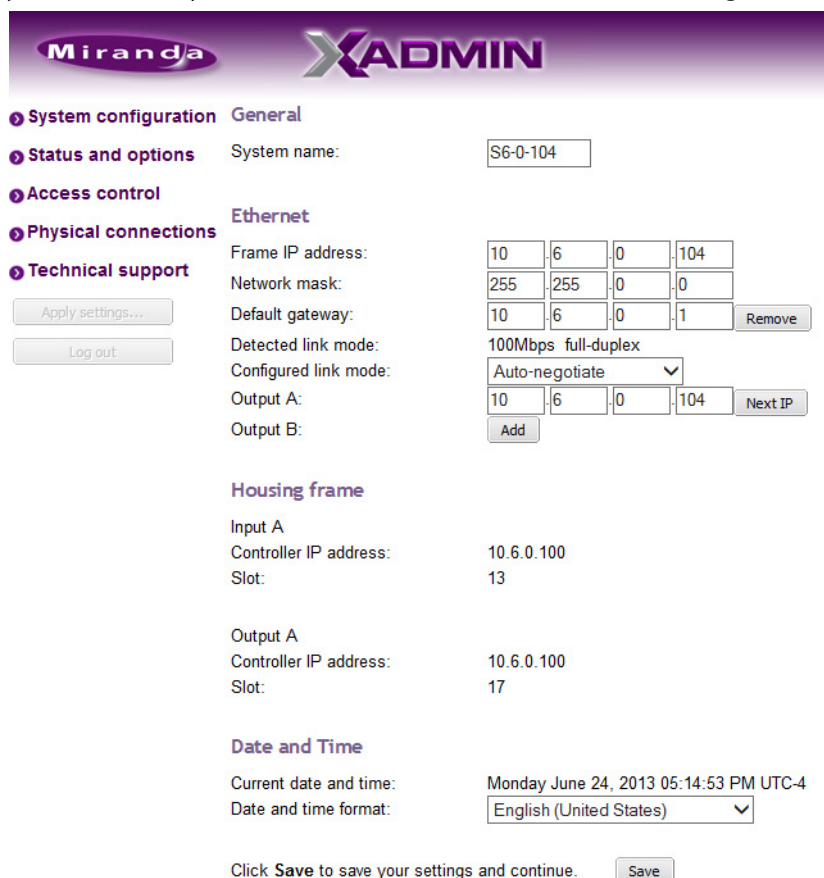 Miranda
XADMIN
System configuration
Status and options
Access control
Physical connections
Technical support
Apply settings...
Log out
General
System name: S6-0-104
Ethernet
Frame IP address: 10 .6 .0 .104
Network mask: 255 .255 .0 .0
Default gateway: 10 .6 .0 .1 Remove
Detected link mode: 100Mbps full-duplex
Configured link mode: Auto-negotiate
Output A: 10 .6 .0 .104 Next IP
Output B: Add
Housing frame
Input A
Controller IP address: 10.6.0.100
Slot: 13
Output A
Controller IP address: 10.6.0.100
Slot: 17
Date and Time
Current date and time: Monday June 24, 2013 05:14:53 PM UTC-4
Date and time format: English (United States)
Click Save to save your settings and continue. Save